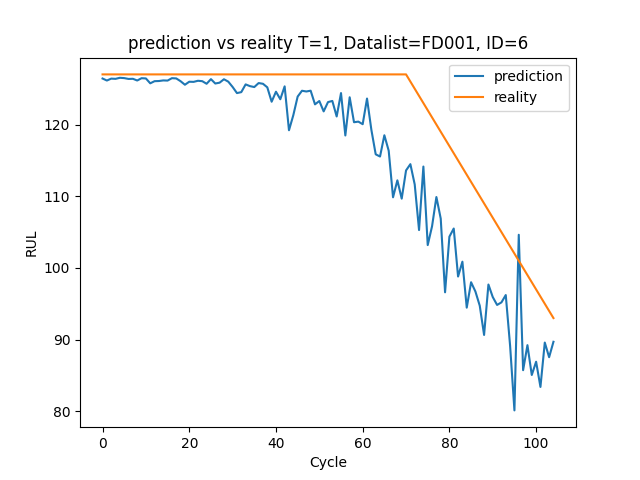 prediction vs reality T=1, Datalist=FD001, ID=6
prediction
reality
RUL
120
110
100
90
80
0 20 40 60 80 100
Cycle